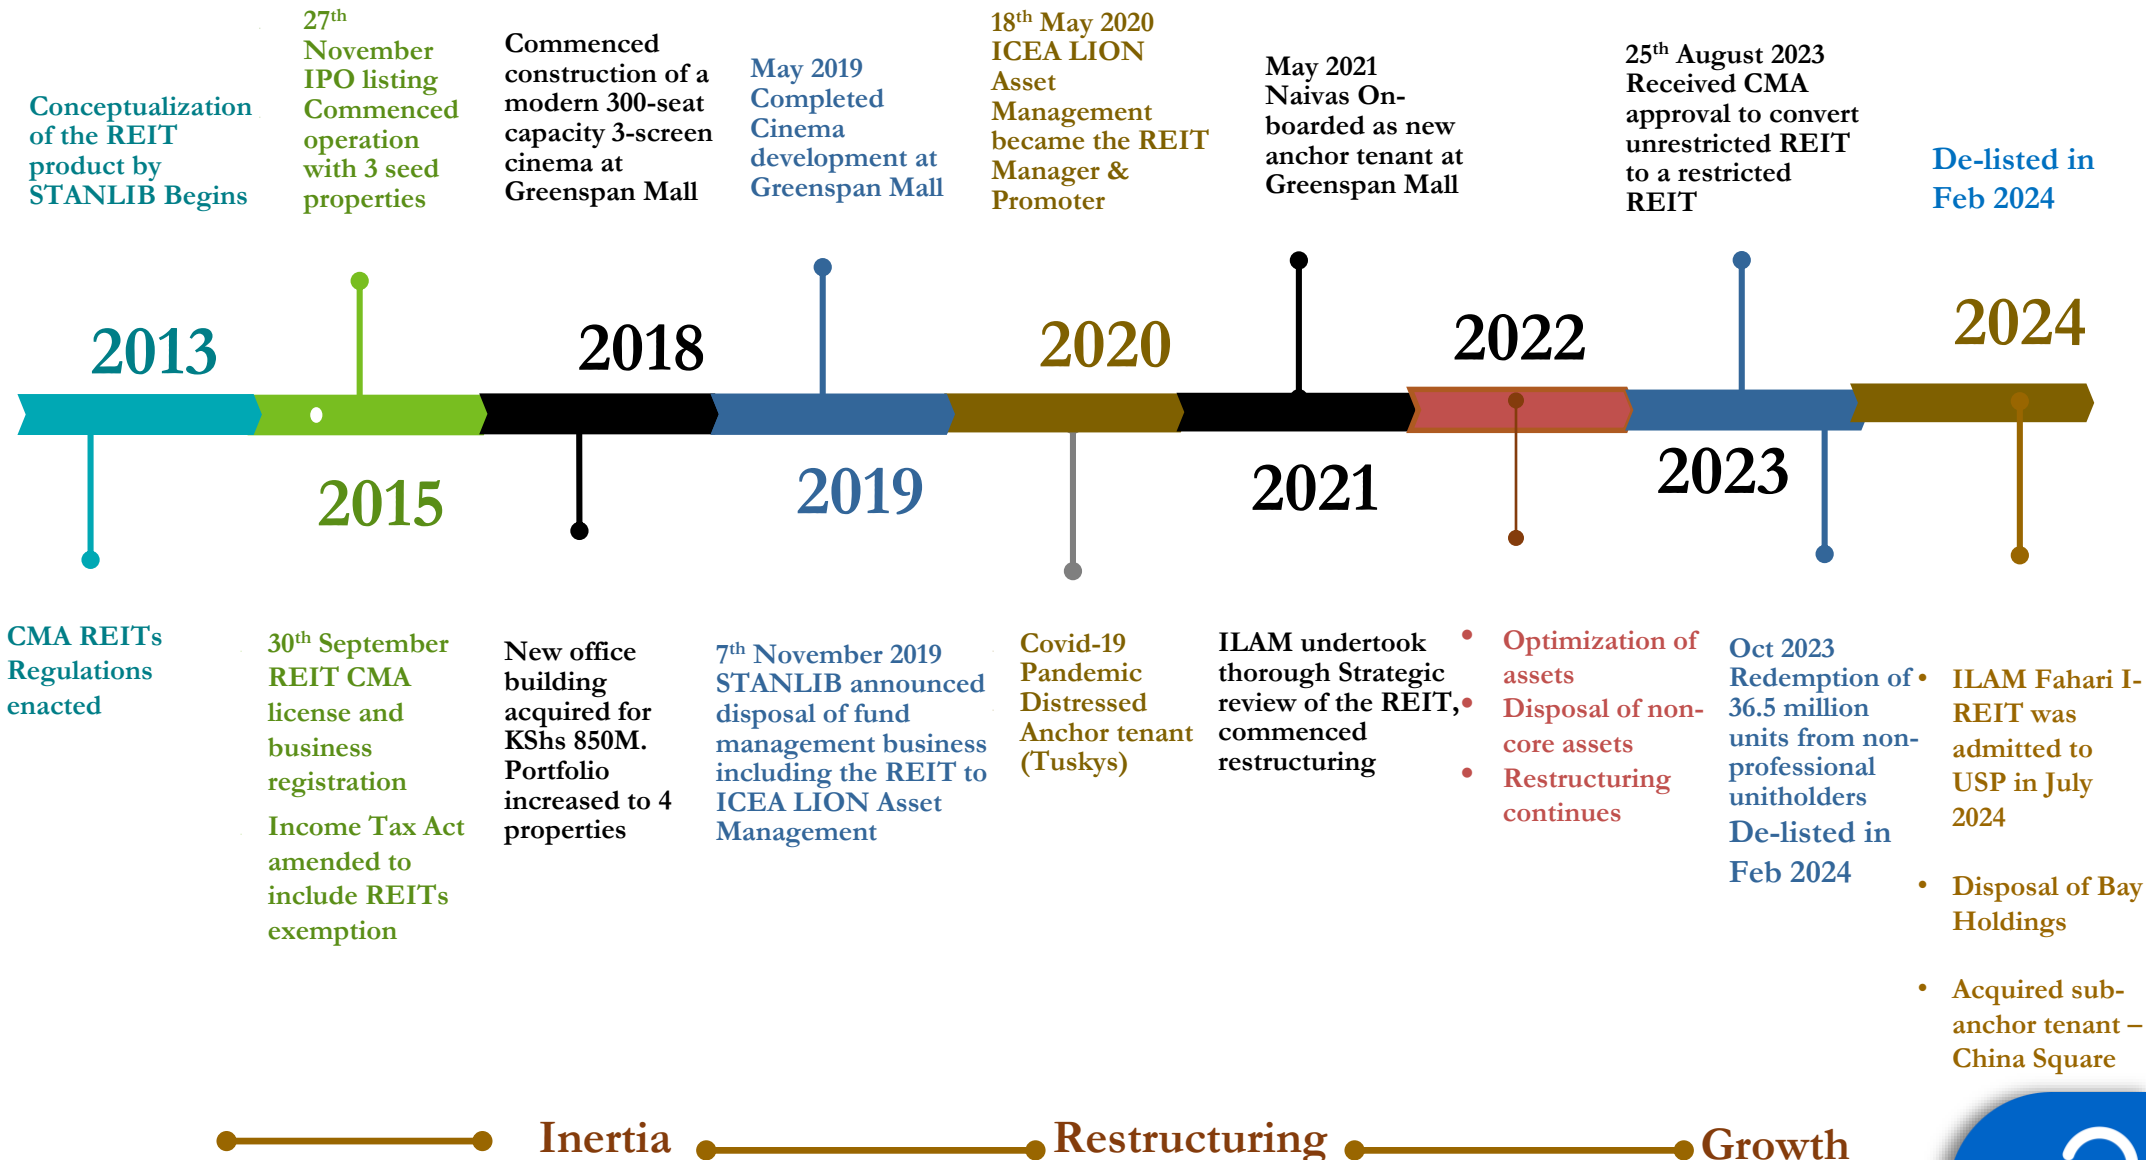 Conceptualization
of the REIT
product by
STANLIB Begins
27th
November
IPO listing
Commenced
operation
with 3 seed
properties
Commenced
construction of a
modern 300-seat
capacity 3-screen
cinema at
Greenspan Mall
May 2019
Completed
Cinema
development at
Greenspan Mall
18th May 2020
ICEA LION
Asset
Management
became the REIT
Manager &
Promoter
May 2021
Naivas On-
boarded as new
anchor tenant at
Greenspan Mall
25th August 2023
Received CMA
approval to convert
unrestricted REIT
to a restricted
REIT
De-listed in
Feb 2024
2013
2015
2018
2019
2020
2021
2022
2023
2024
CMA REITs
Regulations
enacted
30th September
REIT CMA
license and
business
registration
Income Tax Act
amended to
include REITs
exemption
New office
building
acquired for
KShs 850M.
Portfolio
increased to 4
properties
7th November 2019
STANLIB announced
disposal of fund
management business
including the REIT to
ICEA LION Asset
Management
Covid-19
Pandemic
Distressed
Anchor tenant
(Tuskys)
ILAM undertook
thorough Strategic
review of the REIT,
commenced
restructuring
• Optimization of
assets
• Disposal of non-
core assets
• Restructuring
continues
Oct 2023
Redemption of
36.5 million
units from non-
professional
unitholders
De-listed in
Feb 2024
• ILAM Fahari I-
REIT was
admitted to
USP in July
2024
• Disposal of Bay
Holdings
• Acquired sub-
anchor tenant –
China Square
Inertia
Restructuring
Growth